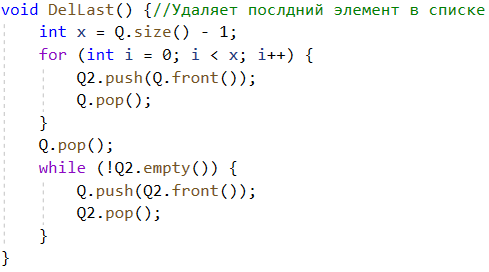 void DelLast() {//Удаляет послдний элемент в списке
    int x = Q.size() - 1;
    for (int i = 0; i < x; i++) {
        Q2.push(Q.front());
        Q.pop();
    }
    Q.pop();
    while (!Q2.empty()) {
        Q.push(Q2.front());
        Q2.pop();
    }
}